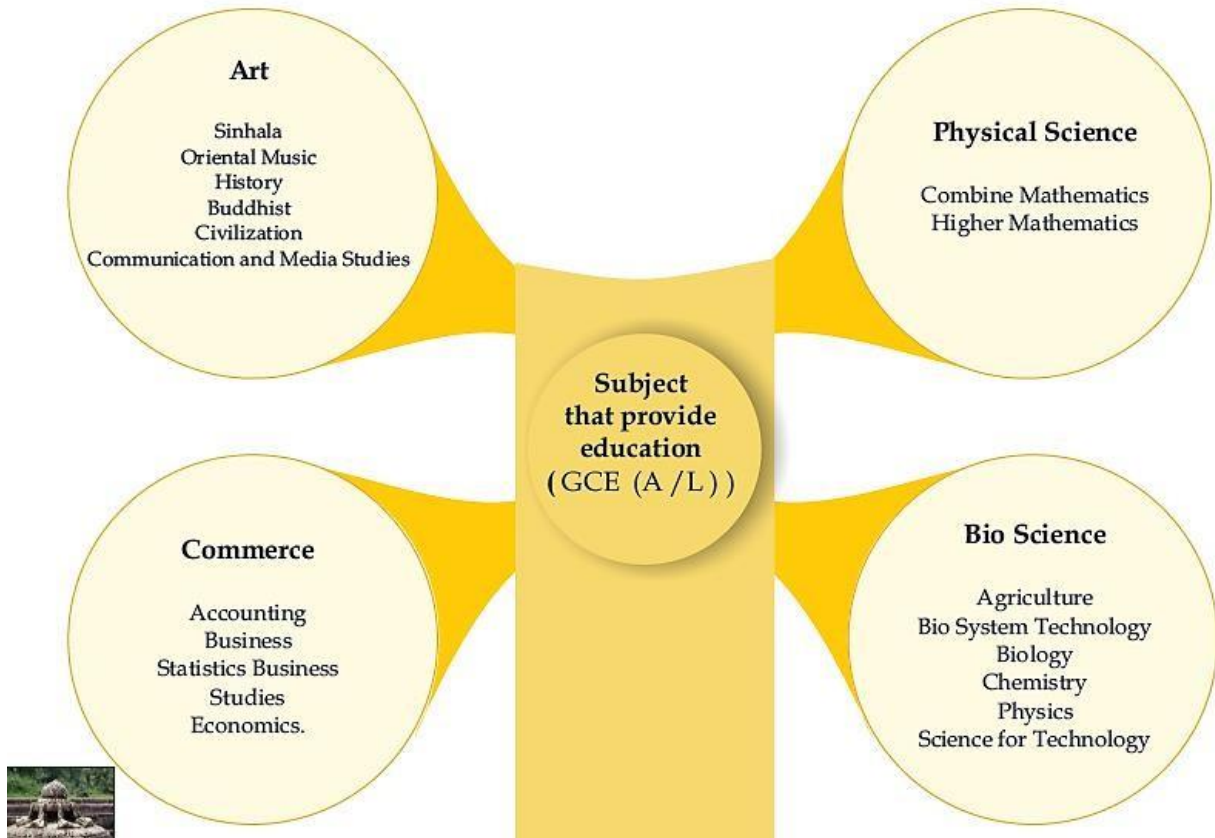 Art
Sinhala
Oriental Music
History
Buddhist
Civilization
Communication and Media Studies
Physical Science
Combine Mathematics
Higher Mathematics
Subject
that provide
education
( GCE (A /L) )
Commerce
Accounting
Business
Statistics Business
Studies
Economics.
Bio Science
Agriculture
Bio System Technology
Biology
Chemistry
Physics
Science for Technology